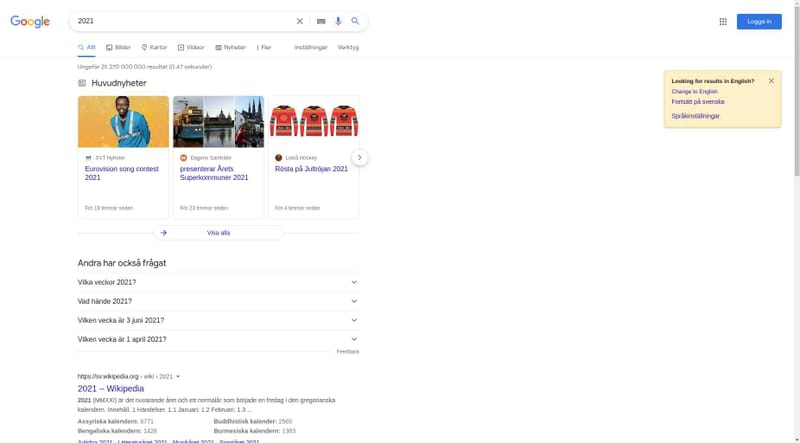 Google
2021
Logga in
Allt
Bilder
Kartor
Videor
Nyheter
Fler
Inställningar
Verktyg
Ungefär 25 270 000 000 resultat (0,47 sekunder)
Looking for results in English?
Change to English
Fortsätt på svenska
Språkinställningar
Huvudnyheter
SVT Nyheter
Eurovision song contest
2021
För 18 timmar sedan
Dagens Samhälle
presenterar Årets
Superkommuner 2021
För 23 timmar sedan
Luleå Hockey
Rösta på Jultröjan 2021
För 4 timmar sedan
Visa alla
Andra har också frågat
Vilka veckor 2021?
Vad hände 2021?
Vilken vecka är 3 juni 2021?
Vilken vecka är 1 april 2021?
Feedback
https://sv.wikipedia.org › wiki › 2021
2021 – Wikipedia
2021 (MMXXI) är det nuvarande året och ett normalår som började en fredag i den gregorianska
kalendern. Innehåll. 1 Händelser. 1.1 Januari; 1.2 Februari; 1.3 ...
Assyriska kalendern: 6771
Buddhistisk kalender: 2565
Bengaliska kalendern: 1428
Burmesiska kalendern: 1383